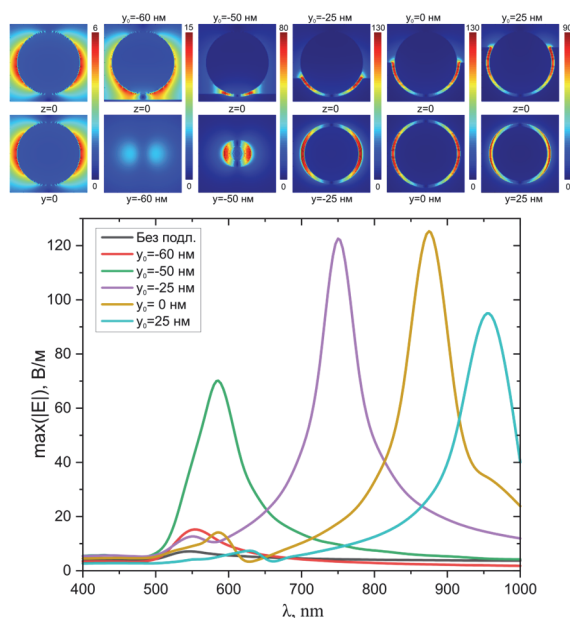 y₀=-60 нм y₀=-50 нм y₀=-25 нм y₀=0 нм y₀=25 нм
6 15 80 130 130 90
0 0 0 0 0 0
z=0 z=0 z=0 z=0 z=0 z=0
y=0 y=-60 нм y=-50 нм y=-25 нм y=0 нм y=25 нм
Без подл.
y₀=-60 нм
y₀=-50 нм
y₀=-25 нм
y₀= 0 нм
y₀=25 нм
max(|E|), В/м
120
100
80
60
40
20
10
0
400 500 600 700 800 900 1000
λ, nm